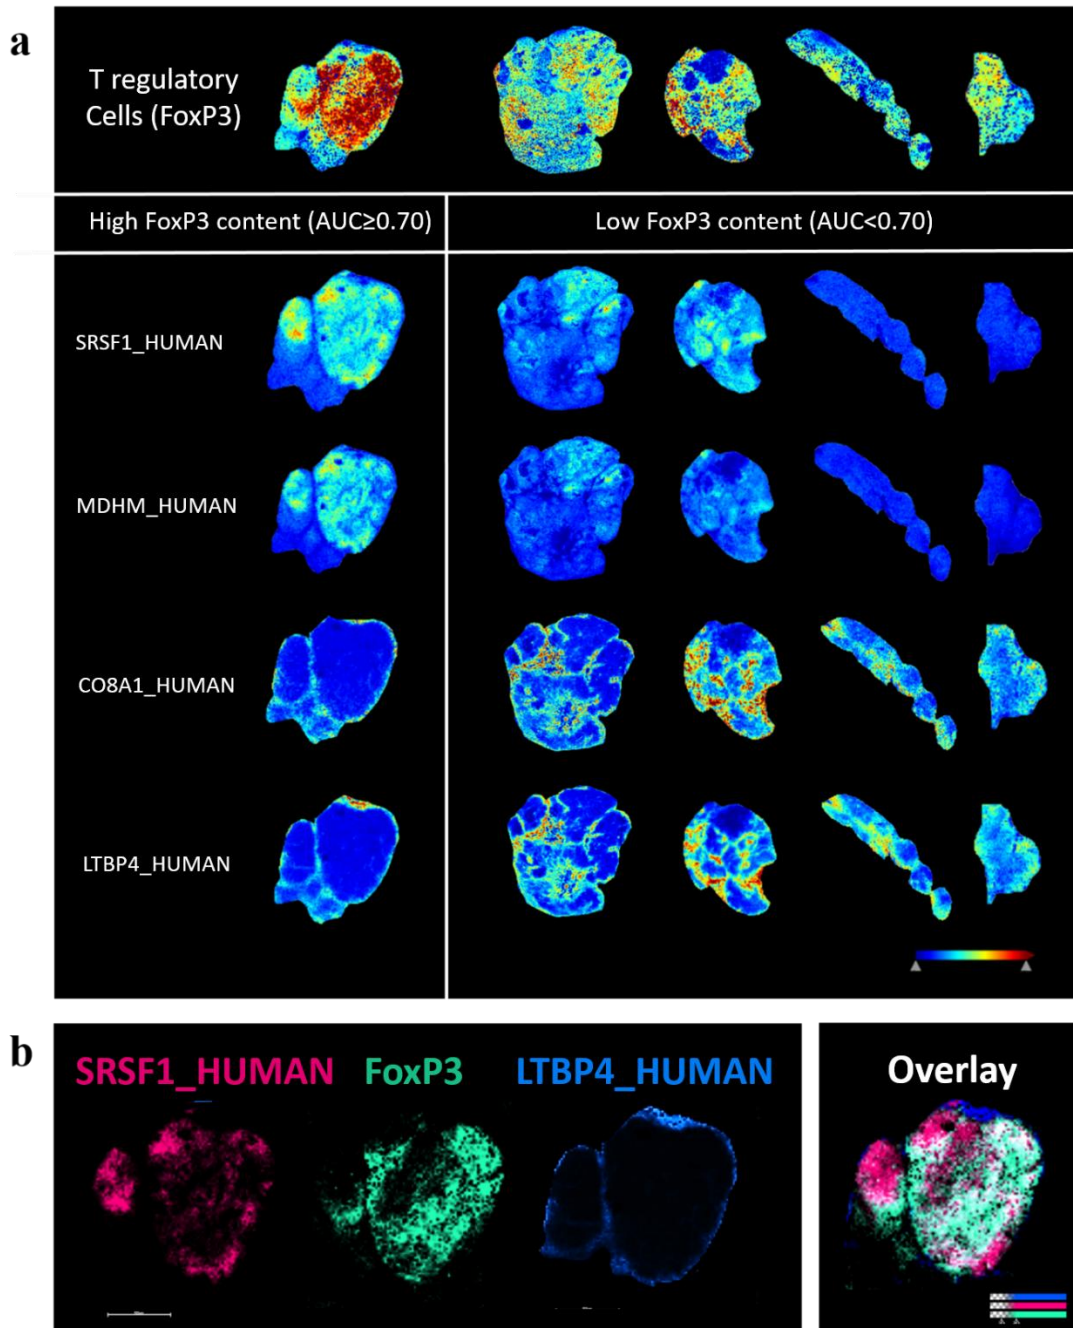 a
T regulatory
Cells (FoxP3)
High FoxP3 content (AUC≥0.70)
Low FoxP3 content (AUC<0.70)
SRSF1_HUMAN
MDHM_HUMAN
CO8A1_HUMAN
LTBP4_HUMAN
b
SRSF1_HUMAN
FoxP3
LTBP4_HUMAN
Overlay